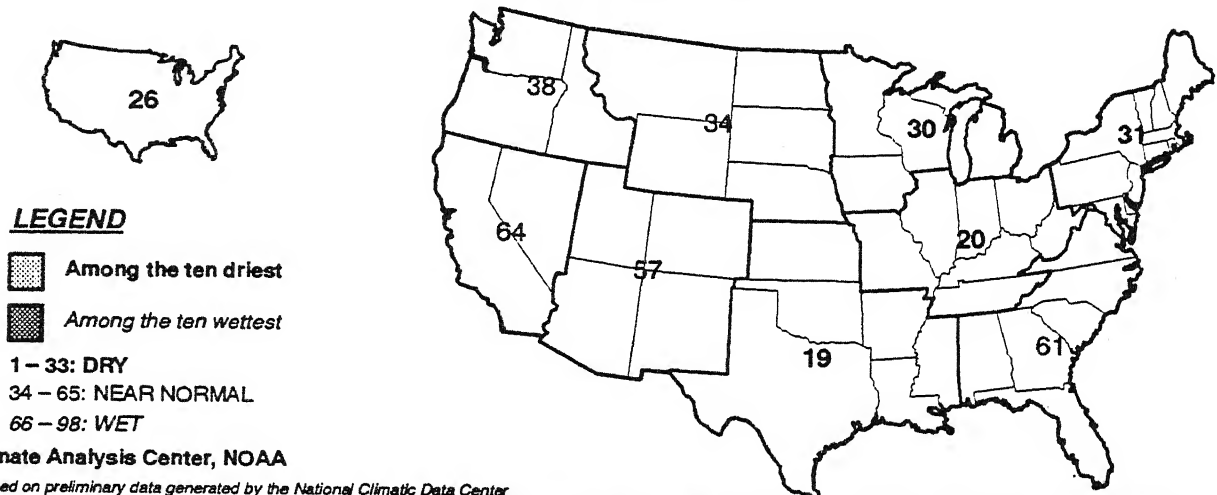 26
38
34
30
31
64
57
20
19
61
LEGEND
Among the ten driest
Among the ten wettest
1 – 33: DRY
34 – 65: NEAR NORMAL
66 – 98: WET
nate Analysis Center, NOAA
ed on preliminary data generated by the National Climatic Data Center